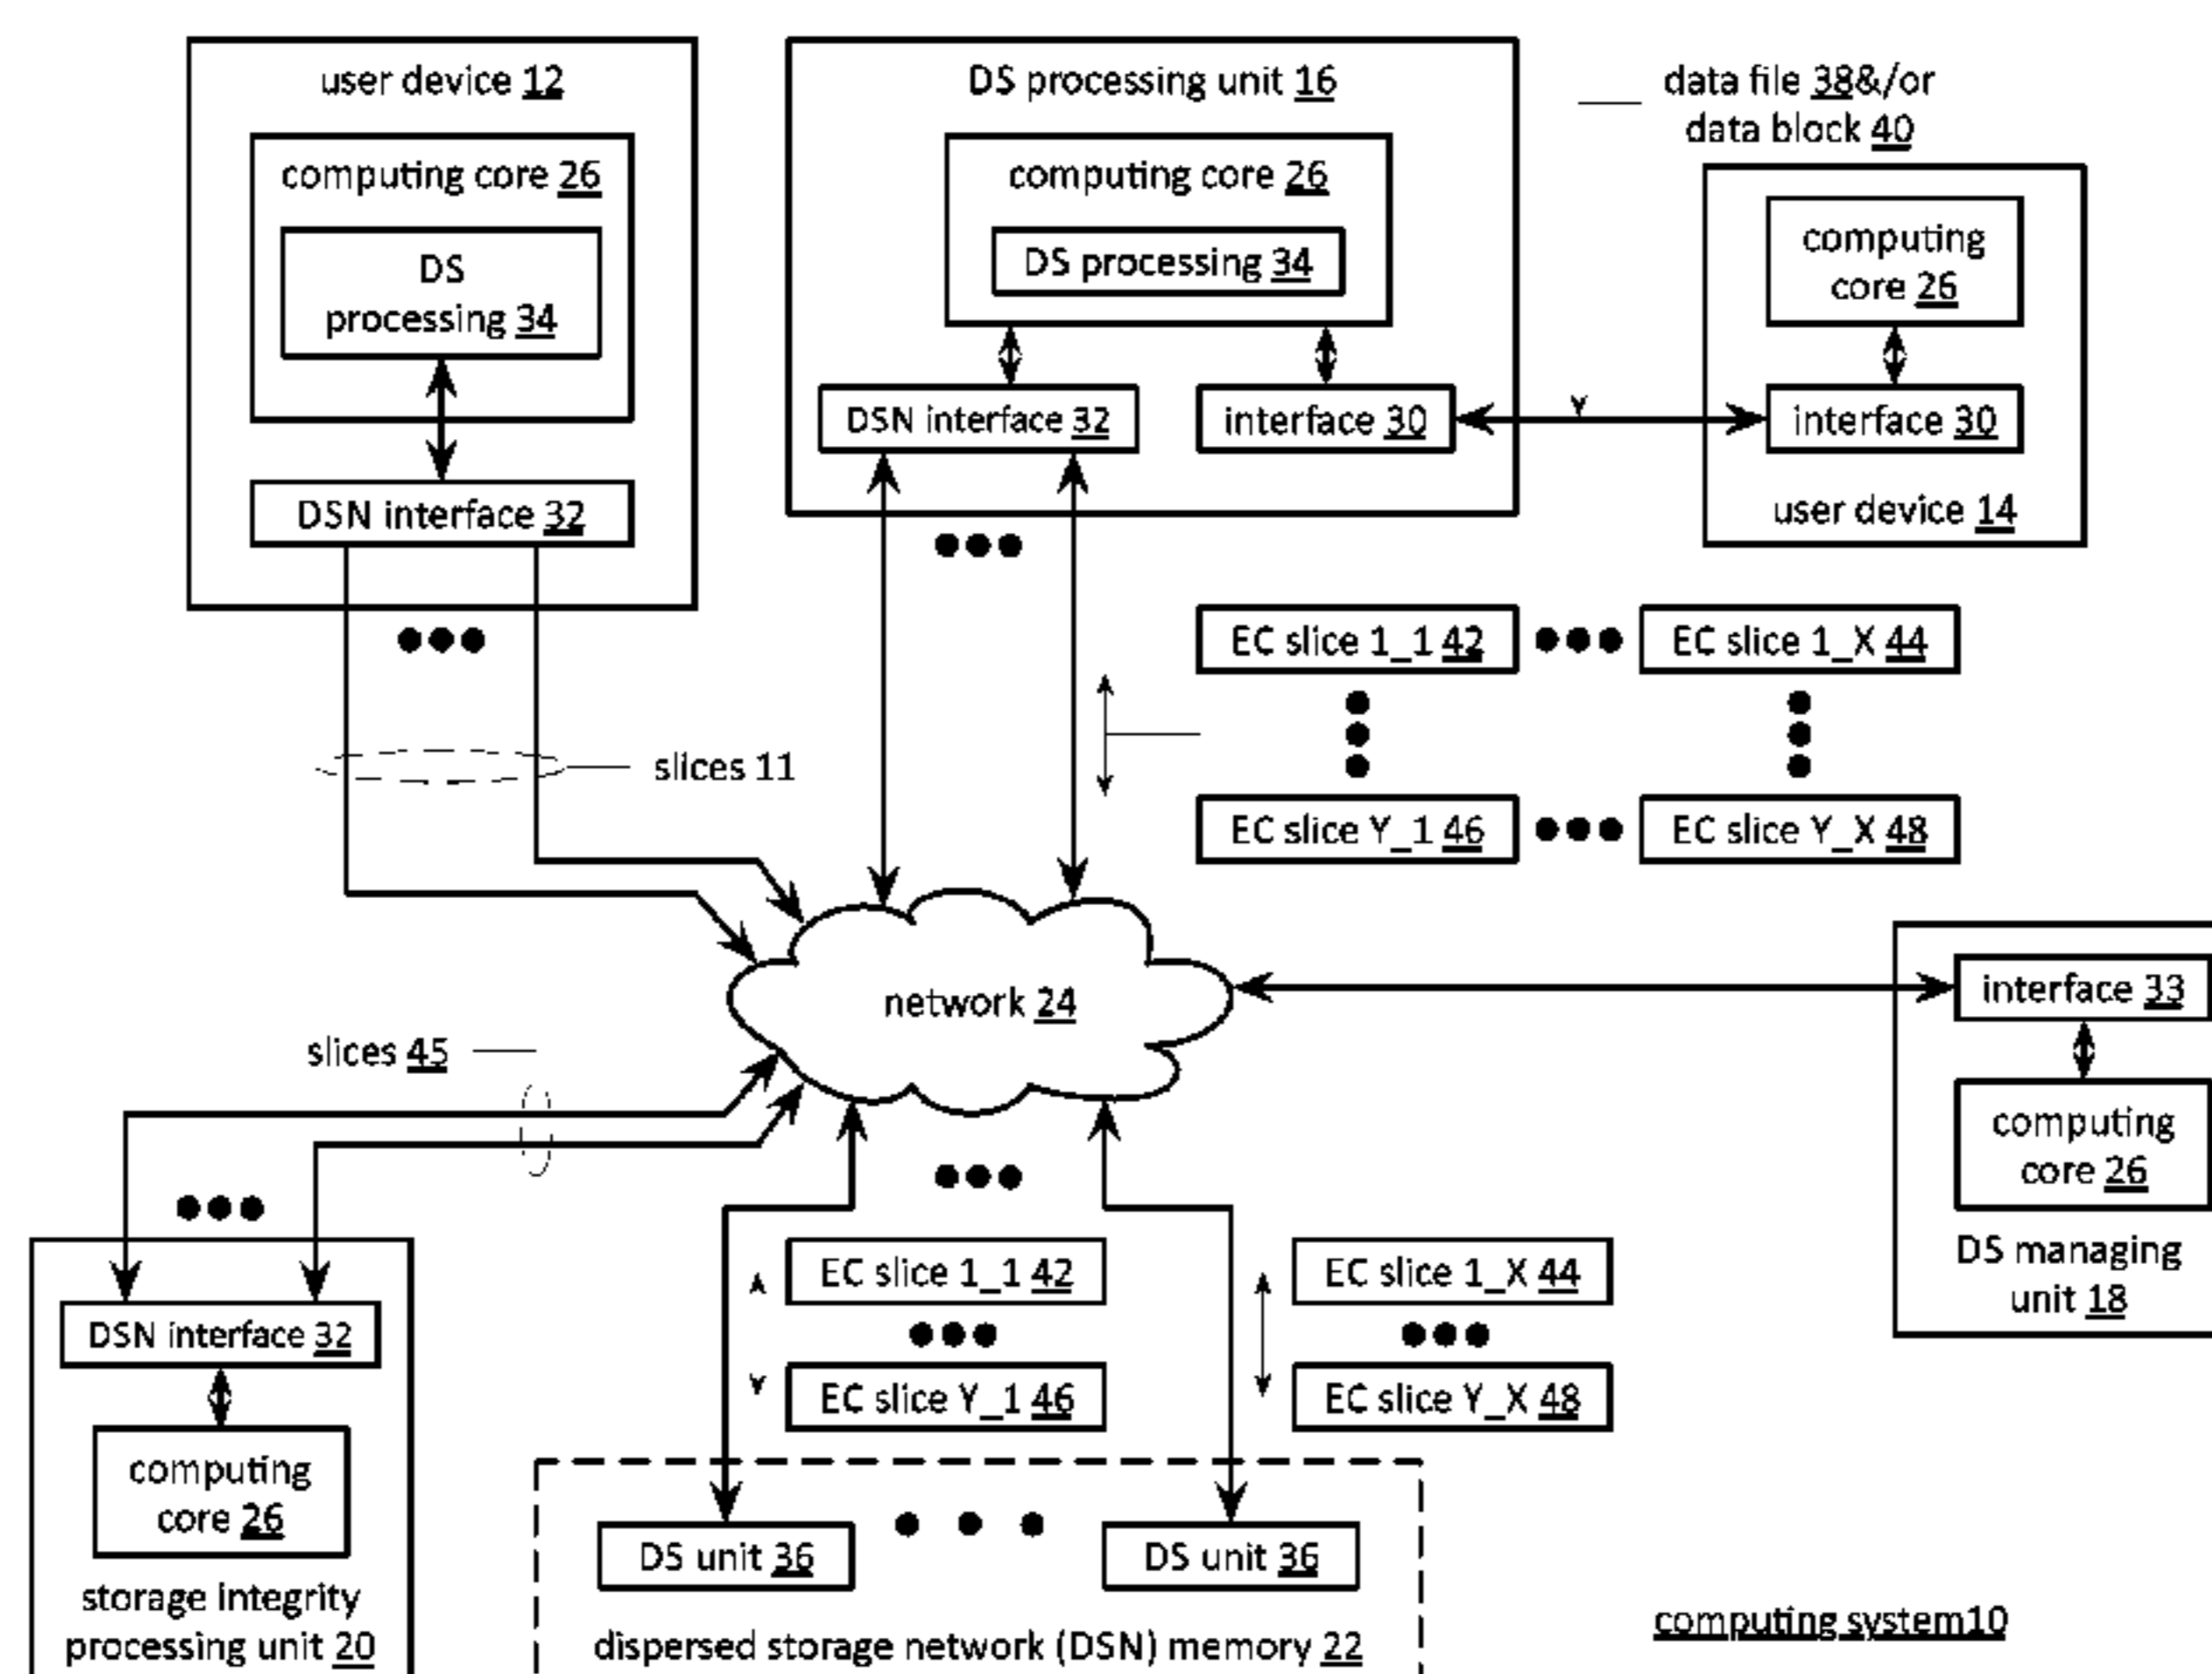 user device 12
computing core 26
DS
processing 34
DSN interface 32
slices 11
DS processing unit 16
computing core 26
DS processing 34
DSN interface 32
interface 30
data file 38&/or
data block 40
computing
core 26
interface 30
user device 14
EC slice 1_1 42
EC slice 1_X 44
EC slice Y_1 46
EC slice Y_X 48
network 24
interface 33
computing
core 26
DS managing
unit 18
slices 45
DSN interface 32
computing
core 26
storage integrity
processing unit 20
EC slice 1_1 42
EC slice 1_X 44
EC slice Y_1 46
EC slice Y_X 48
DS unit 36
DS unit 36
dispersed storage network (DSN) memory 22
computing system10